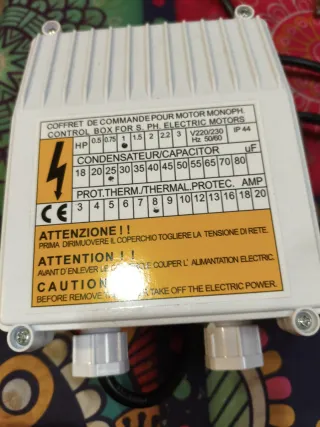 COFFRET DE COMMANDE POUR MOTOR MONOPH.
CONTROL BOX FOR S. PH. ELECTRIC MOTORS
HP 0.5 0.75 1 1.5 2 2.2 3 V220/230 Hz 50/60 IP 44
CONDENSATEUR/CAPACITOR uF
18 20 25 30 35 40 45 50 55 65 70 80
PROT.THERM./THERMAL.PROTEC. AMP
3 4 5 6 7 8 9 10 12 14 16 18 20
CE
ATTENZIONE!!
PRIMA DIRIMUOVERE IL COPERCHIO TOGLIERE LA TENSIONE DI RETE.
ATTENTION!!
AVANT D'ENLEVER LE COUPER L' ALIMANTATION ELECTRIC.
CAUTION
BEFORE REMOVE TAKE OFF THE ELECTRIC POWER.